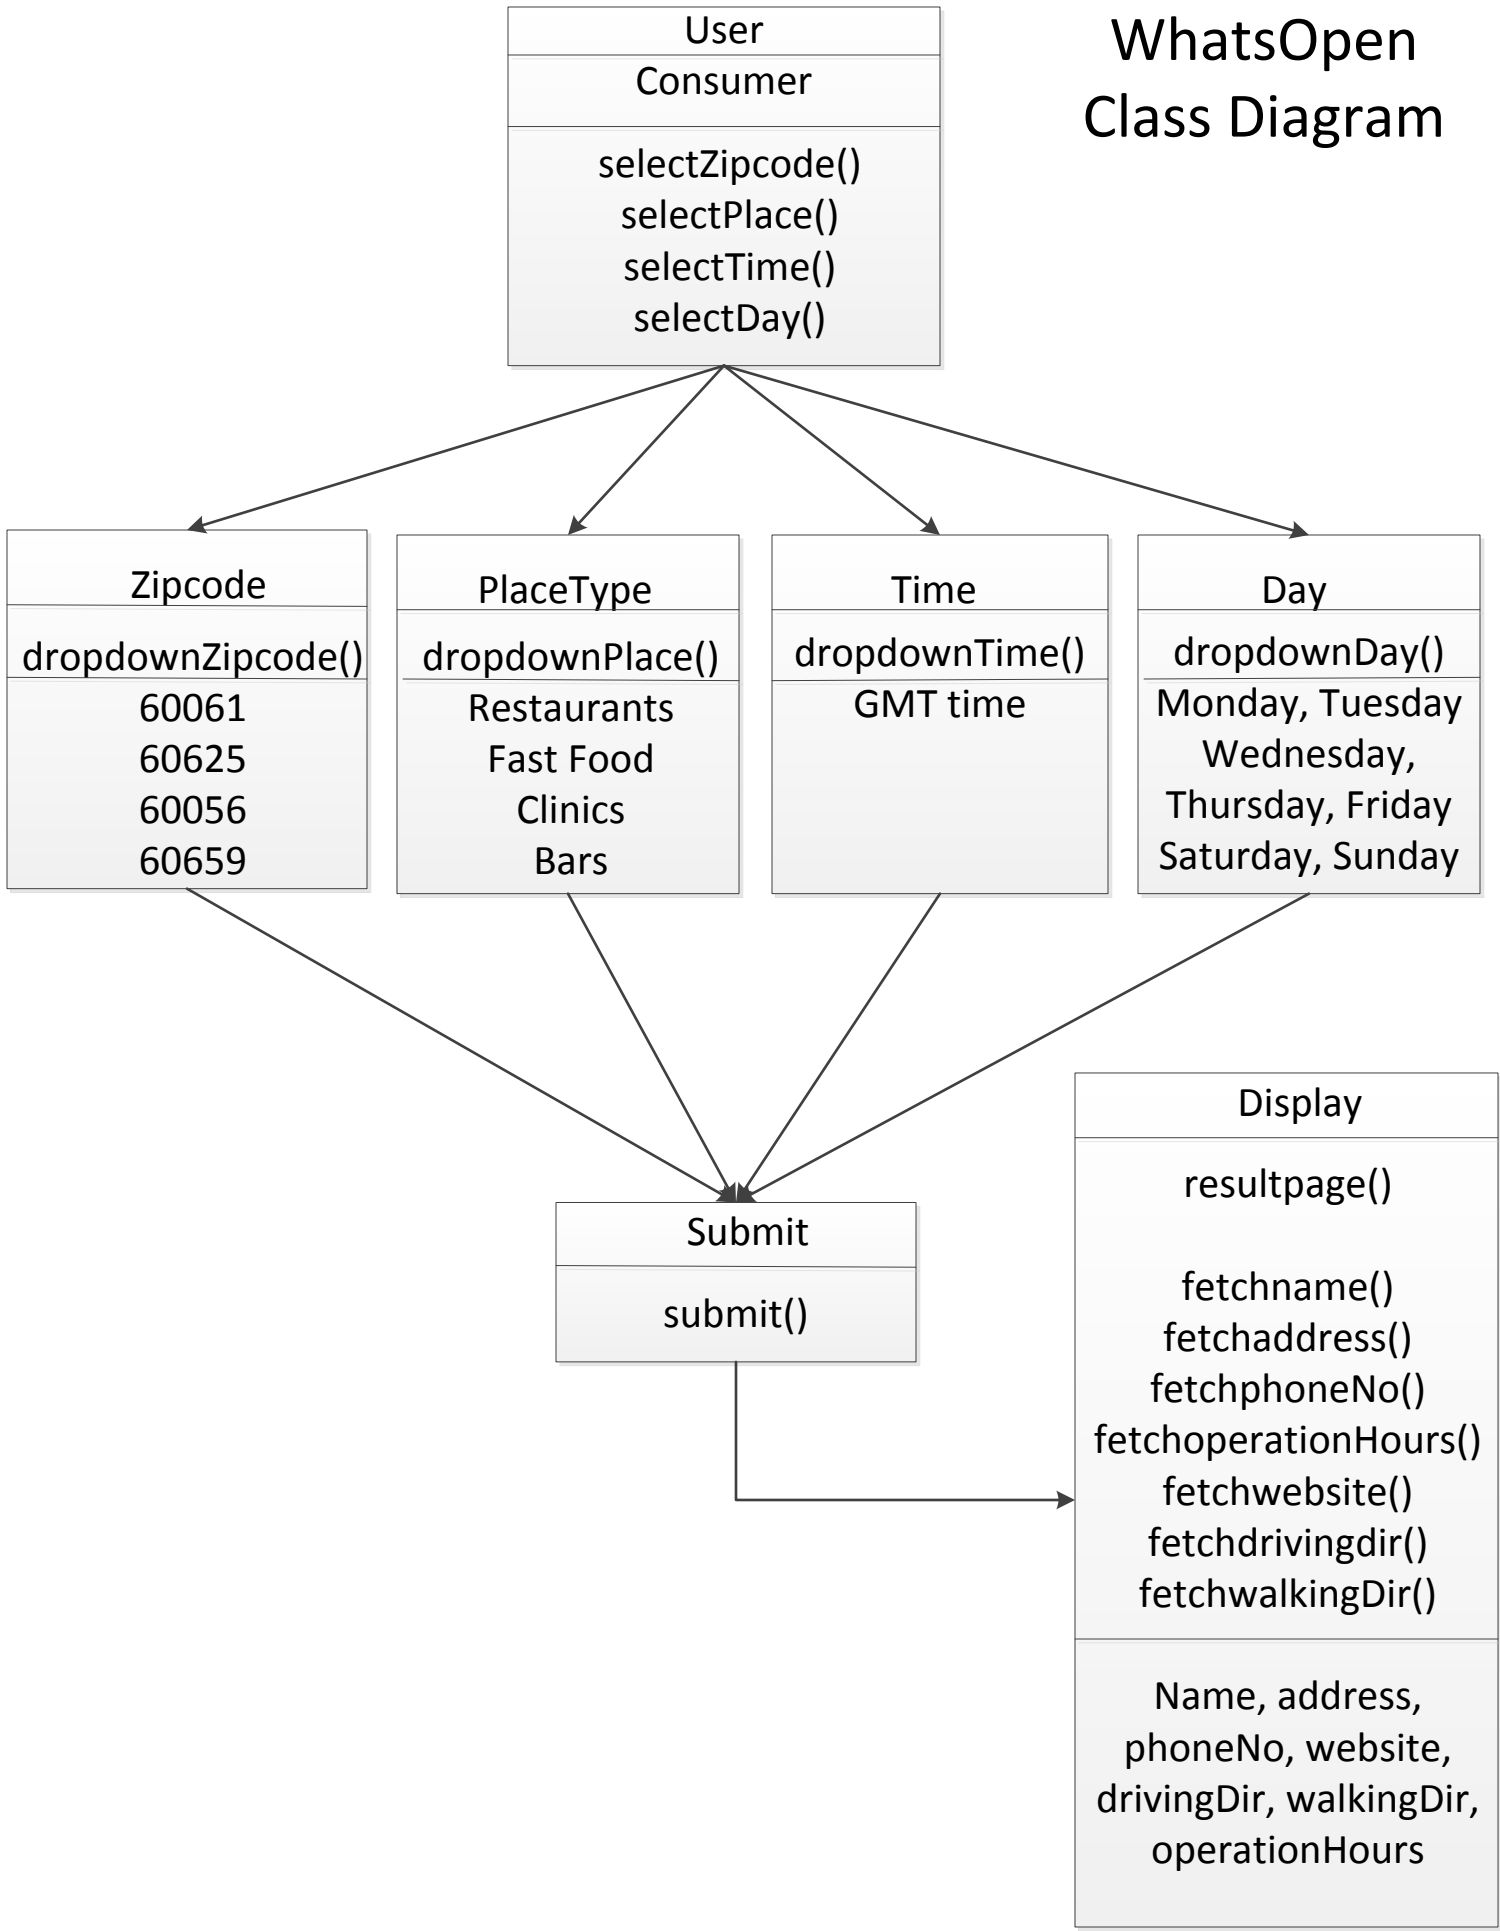 WhatsOpen
Class Diagram
User
Consumer
selectZipcode()
selectPlace()
selectTime()
selectDay()
Zipcode
dropdownZipcode()
60061
60625
60056
60659
PlaceType
dropdownPlace()
Restaurants
Fast Food
Clinics
Bars
Time
dropdownTime()
GMT time
Day
dropdownDay()
Monday, Tuesday
Wednesday,
Thursday, Friday
Saturday, Sunday
Submit
submit()
Display
resultpage()
fetchname()
fetchaddress()
fetchphoneNo()
fetchoperationHours()
fetchwebsite()
fetchdrivingdir()
fetchwalkingDir()
Name, address,
phoneNo, website,
drivingDir, walkingDir,
operationHours